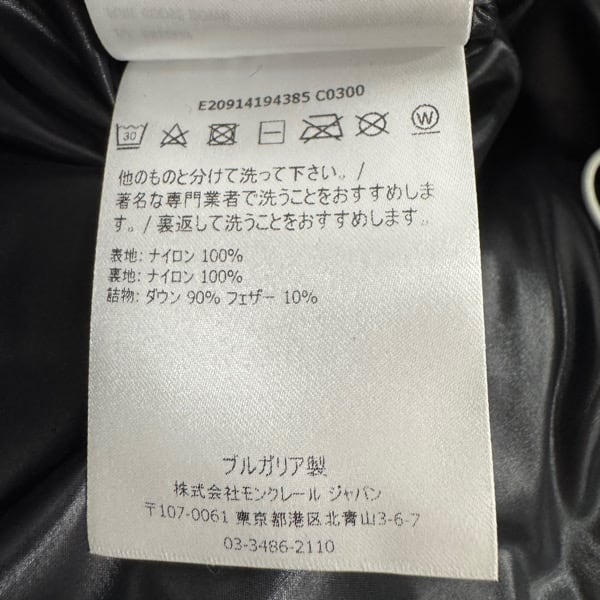 E20914194385 C0300
30
W
他のものと分けて洗って下さい。/
著名な専門業者で洗うことをおすすめしま
す。/ 裏返して洗うことをおすすめします。
表地: ナイロン 100%
裏地: ナイロン 100%
詰物: ダウン 90% フェザー 10%
ブルガリア製
株式会社モンクレール ジャパン
〒107-0061 東京都港区北青山3-6-7
03-3486-2110